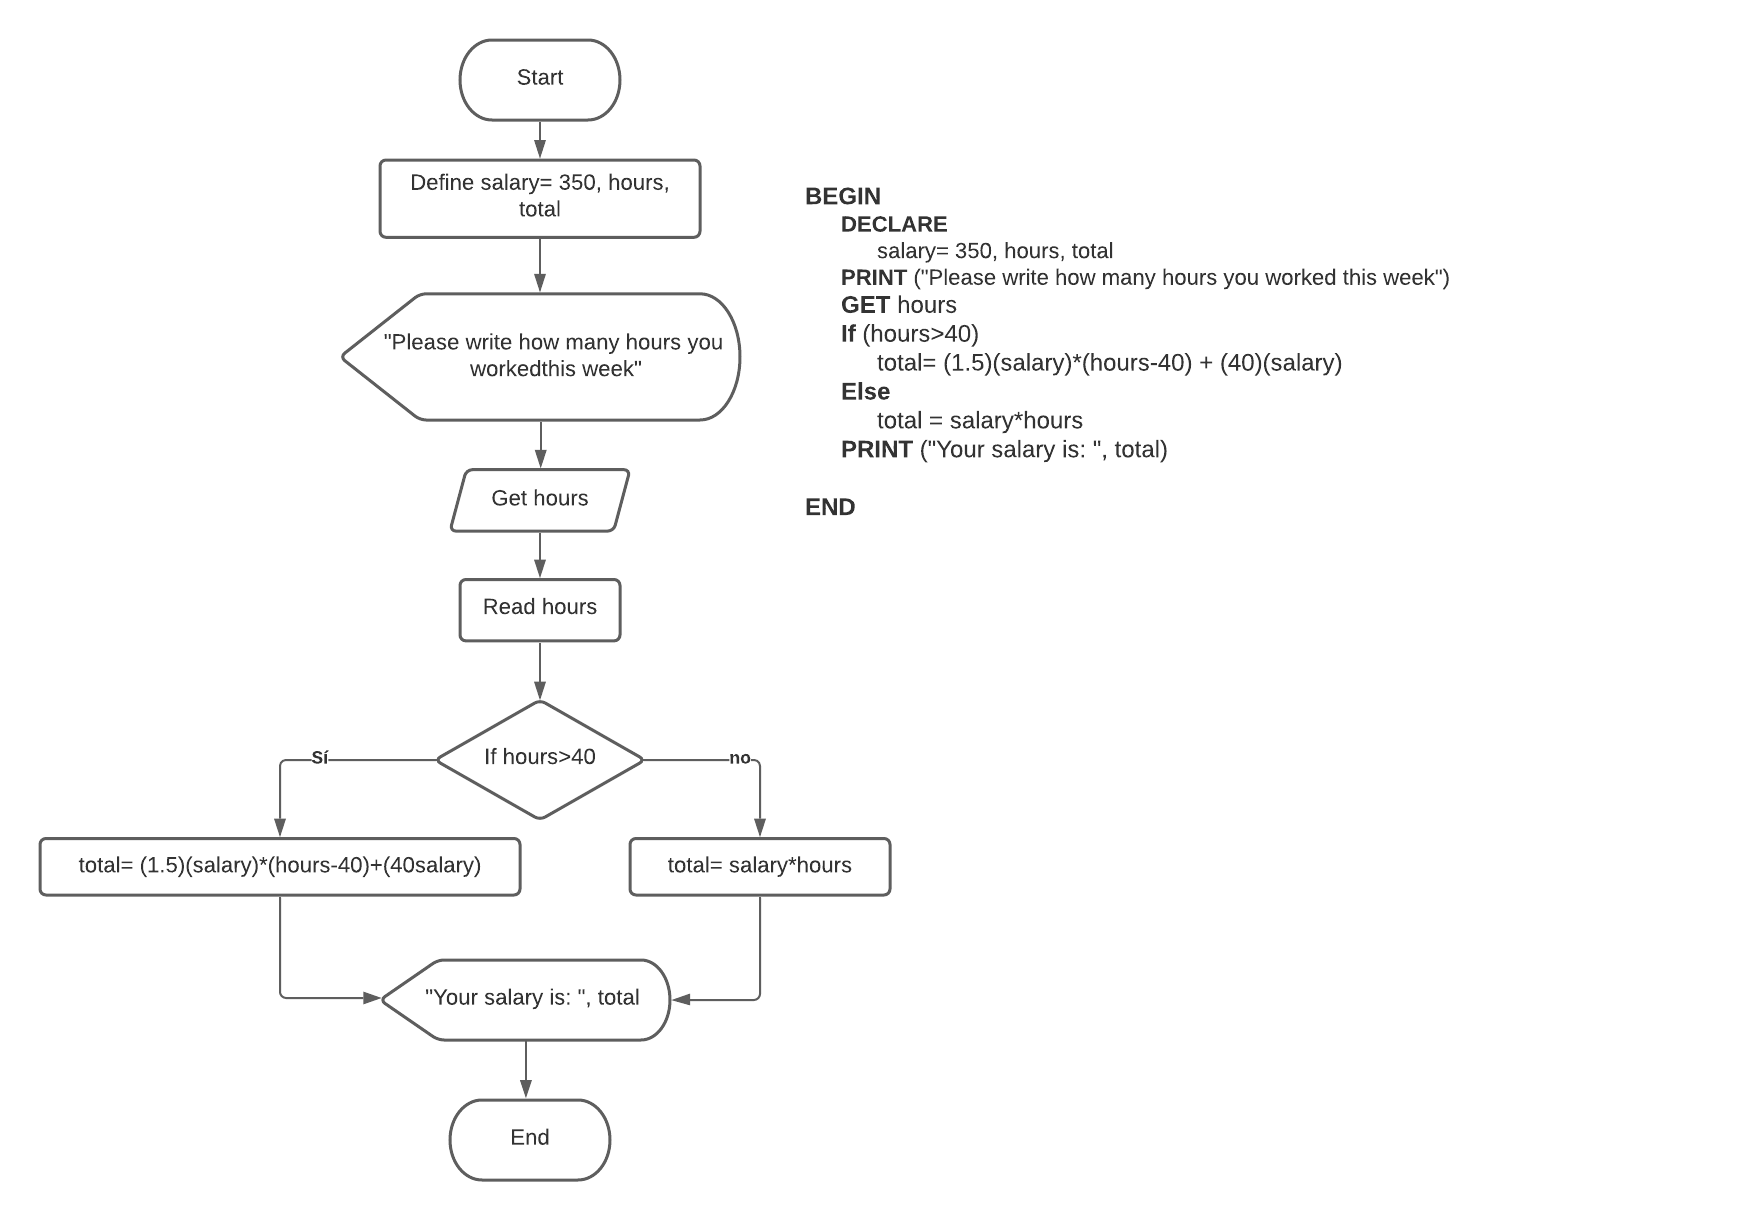 Start
Define salary= 350, hours,
total
"Please write how many hours you
workedthis week"
Get hours
Read hours
If hours>40
Sí
no
total= (1.5)(salary)*(hours-40)+(40salary)
total= salary*hours
"Your salary is: ", total
End
BEGIN
DECLARE
salary= 350, hours, total
PRINT ("Please write how many hours you worked this week")
GET hours
If (hours>40)
total= (1.5)(salary)*(hours-40) + (40)(salary)
Else
total = salary*hours
PRINT ("Your salary is: ", total)
END